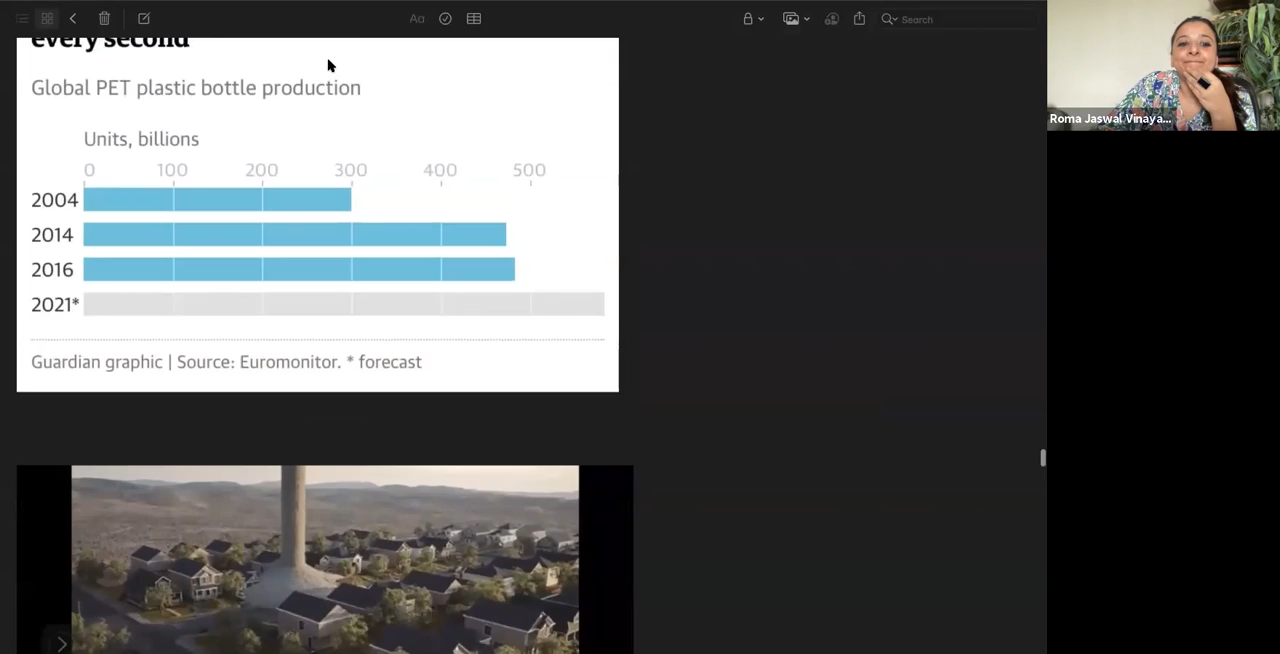 Aa
Search
every second
Global PET plastic bottle production
Units, billions
0 100 200 300 400 500
2004
2014
2016
2021*
Guardian graphic | Source: Euromonitor. * forecast
Roma Jaswal Vinaya...